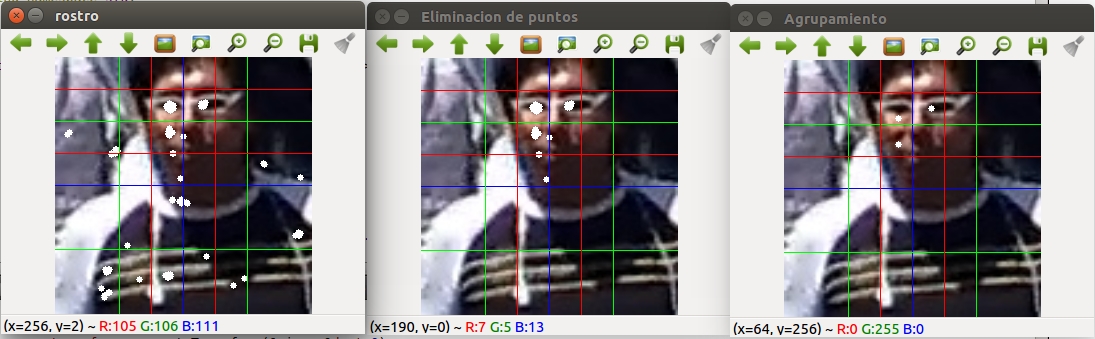 rostro
Eliminacion de puntos
Agrupamiento
(x=256, y=2) ~ R:105 G:106 B:111
(x=190, y=0) ~ R:7 G:5 B:13
(x=64, y=256) ~ R:0 G:255 B:0